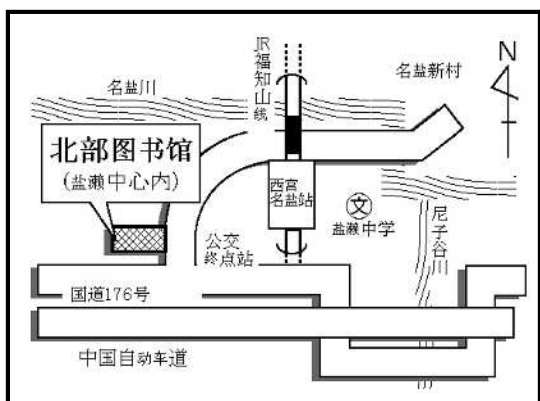 JR福知山线
N
名盐川
名盐新村
北部图书馆
(盐濑中心内)
西宫
名盐站
文
盐濑中学
尼子谷川
公交
终点站
国道176号
中国自动车道